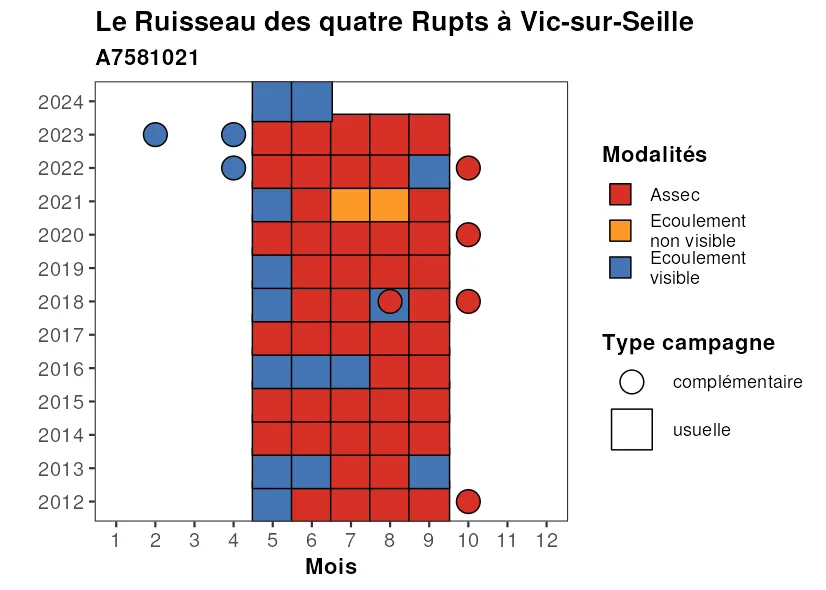 Le Ruisseau des quatre Rupts à Vic-sur-Seille
A7581021
2024
2023
2022
2021
2020
2019
2018
2017
2016
2015
2014
2013
2012
1 2 3 4 5 6 7 8 9 10 11 12
Mois
Modalités
Assec
Ecoulement
non visible
Ecoulement
visible
Type campagne
complémentaire
usuelle